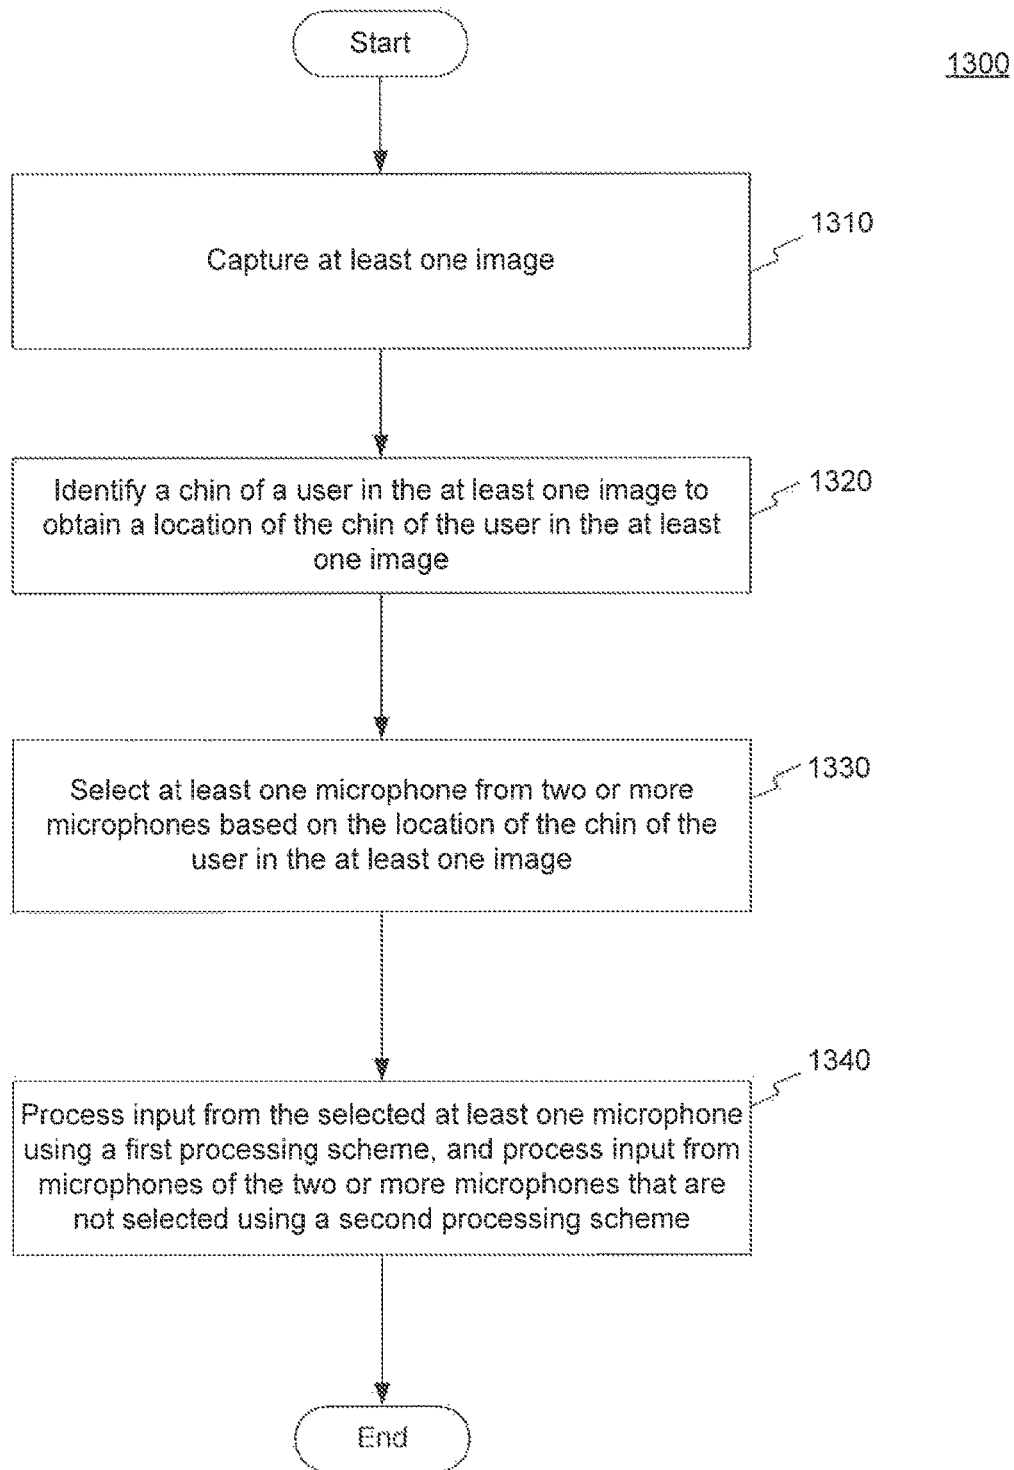 Start
1300
Capture at least one image
1310
Identify a chin of a user in the at least one image to
obtain a location of the chin of the user in the at least
one image
1320
Select at least one microphone from two or more
microphones based on the location of the chin of the
user in the at least one image
1330
Process input from the selected at least one microphone
using a first processing scheme, and process input from
microphones of the two or more microphones that are
not selected using a second processing scheme
1340
End